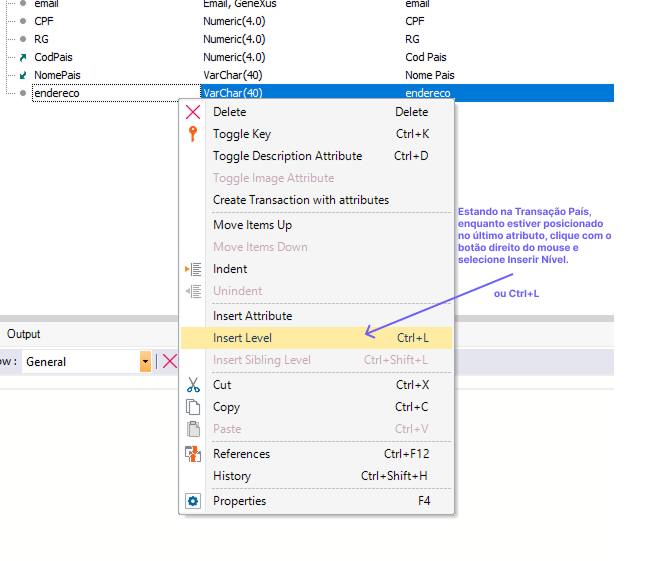 email Email, GeneXus email
CPF Numeric(4.0) CPF
RG Numeric(4.0) RG
CodPais Numeric(4.0) Cod Pais
NomePais VarChar(40) Nome Pais
endereco VarChar(40) endereco
Delete Delete
Toggle Key Ctrl+K
Toggle Description Attribute Ctrl+D
Toggle Image Attribute
Create Transaction with attributes
Move Items Up
Move Items Down
Indent
Unindent
Insert Attribute
Insert Level Ctrl+L
Insert Sibling Level Ctrl+Shift+L
Cut Ctrl+X
Copy Ctrl+C
Paste Ctrl+V
References Ctrl+F12
History Ctrl+Shift+H
Properties F4
Estando na Transação País,
enquanto estiver posicionado
no último atributo, clique com o
botão direito do mouse e
selecione Inserir Nível.
ou Ctrl+L
Output
ow: General